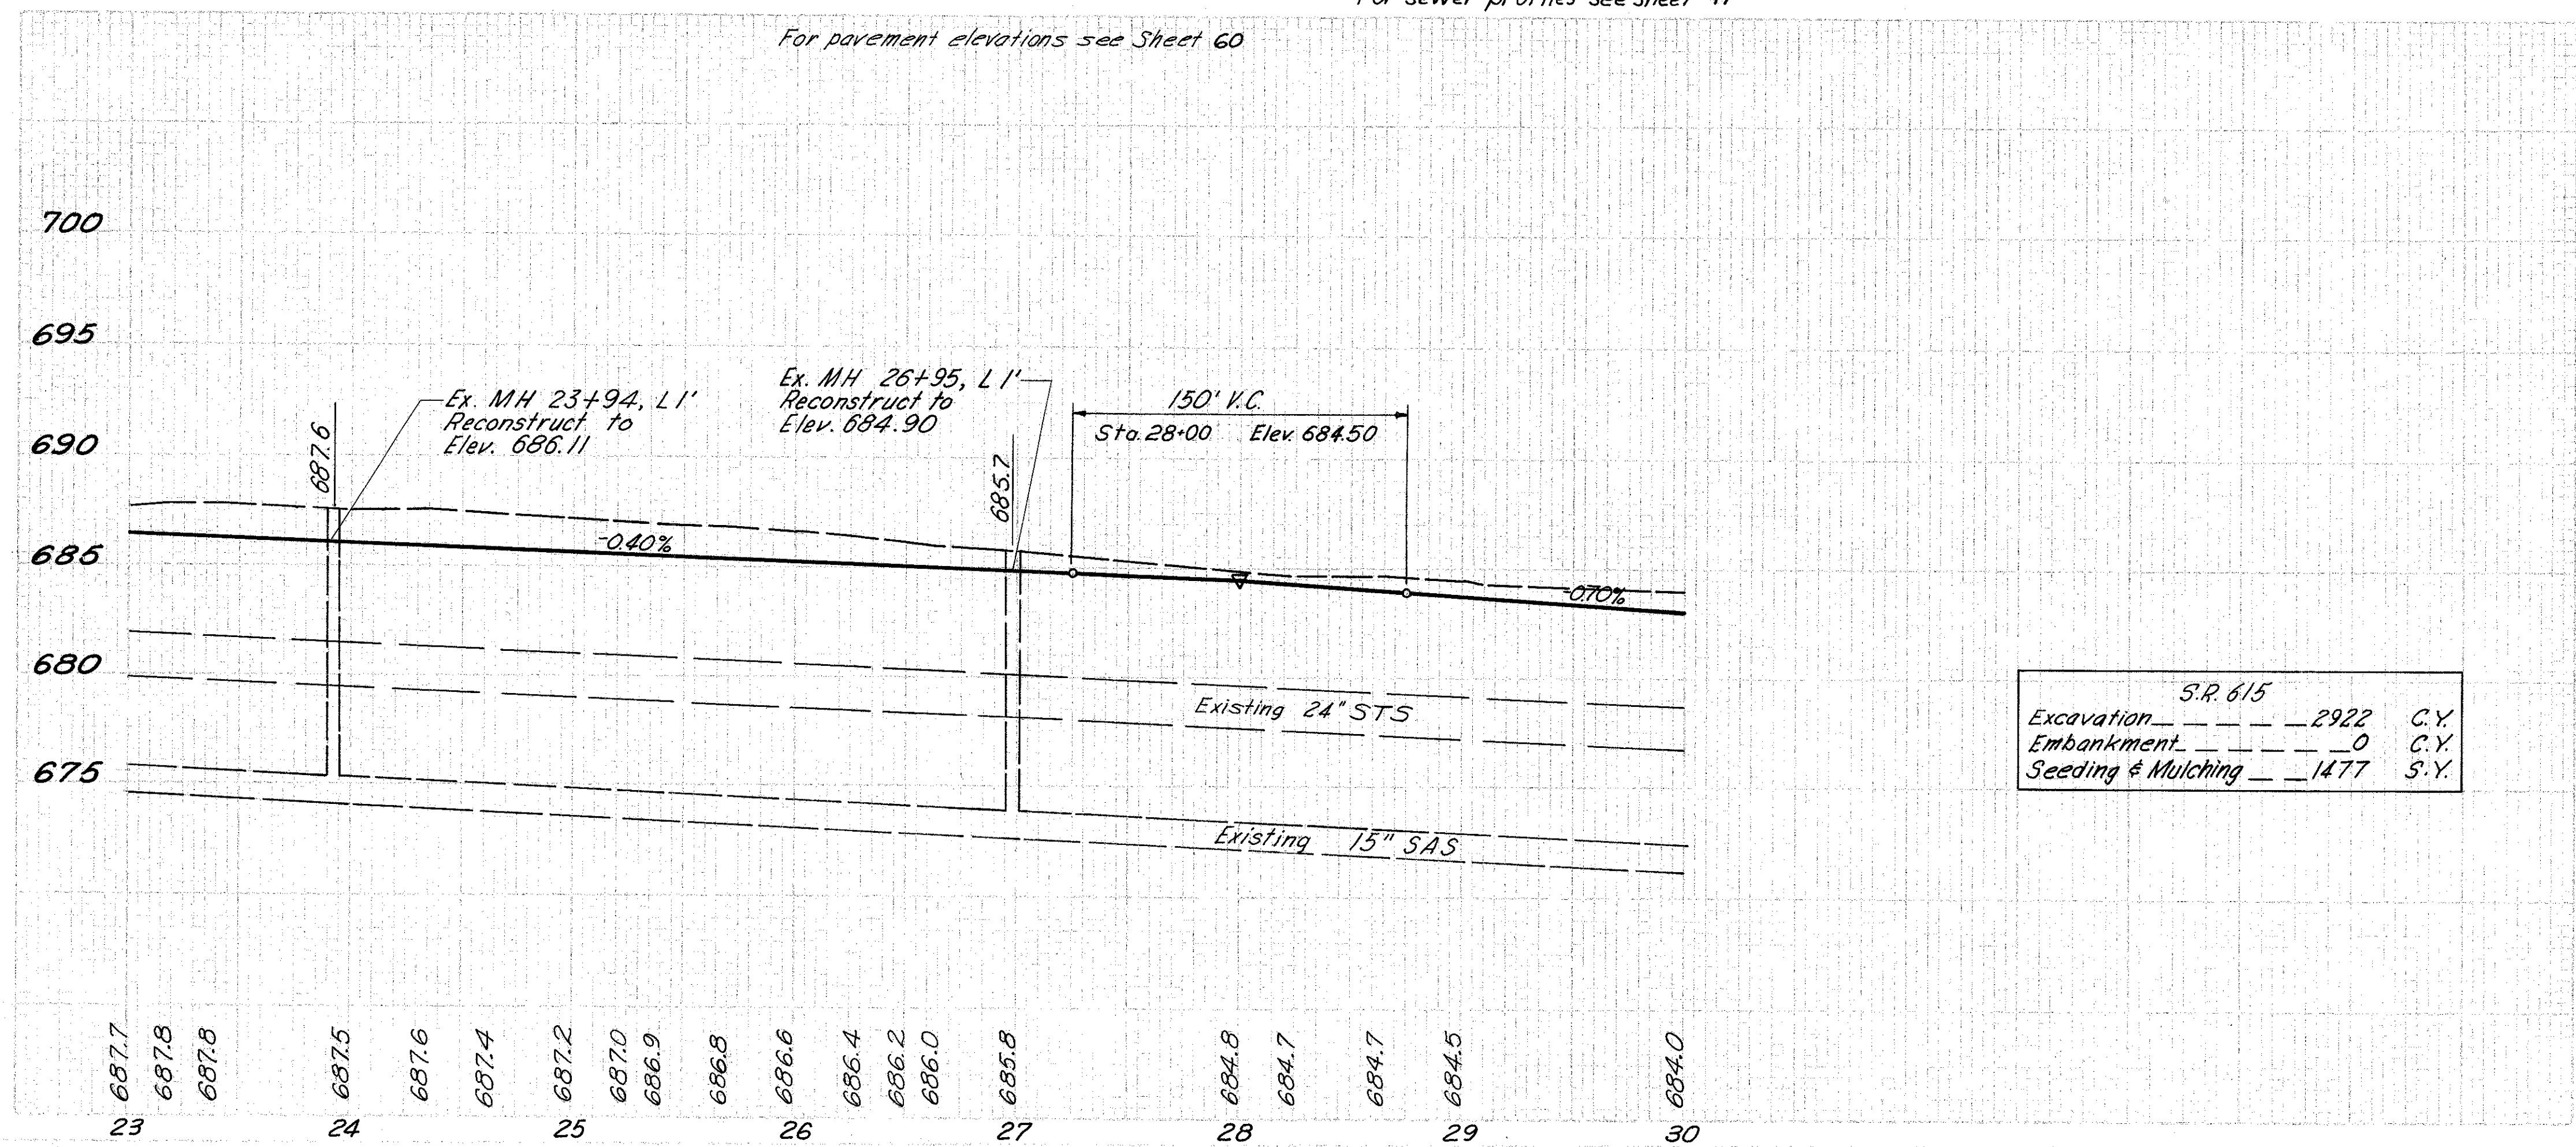 For sewer profiles see Sheet
For pavement elevations see Sheet 60
700
695
690
685
680
675
687.6
Ex. MH 23+94, L 1'
Reconstruct to
Elev. 686.11
Ex. MH 26+95, L 1'
Reconstruct to
Elev. 684.90
685.7
150' V.C.
Sta. 28+00 Elev. 684.50
-0.40%
-0.70%
Existing 24" STS
Existing 15" SAS
S.R. 615
Excavation 2922 C.Y.
Embankment 0 C.Y.
Seeding & Mulching 1477 S.Y.
687.7 687.8 687.8 687.5 687.6 687.4 687.2 687.0 686.9 686.8 686.6 686.4 686.2 686.0 685.8 684.8 684.7 684.7 684.5 684.0
23 24 25 26 27 28 29 30